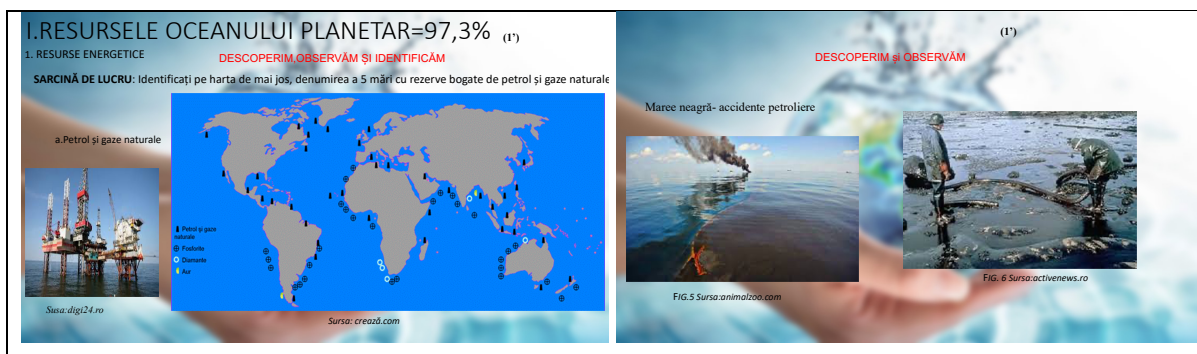 I.RESURSELE OCEANULUI PLANETAR=97,3% (1')
1. RESURSE ENERGETICE
DESCOPERIM,OBSERVĂM ȘI IDENTIFICĂM
SARCINĂ DE LUCRU: Identificați pe harta de mai jos, denumirea a 5 mări cu rezerve bogate de petrol și gaze naturale
a.Petrol și gaze naturale
Petrol și gaze
naturale
Fosforite
Diamante
Aur
Susa:digi24.ro
Sursa: crează.com
(1')
DESCOPERIM și OBSERVĂM
Maree neagră- accidente petroliere
FIG.5 Sursa:animalzoo.com
FIG. 6 Sursa:activenews.ro